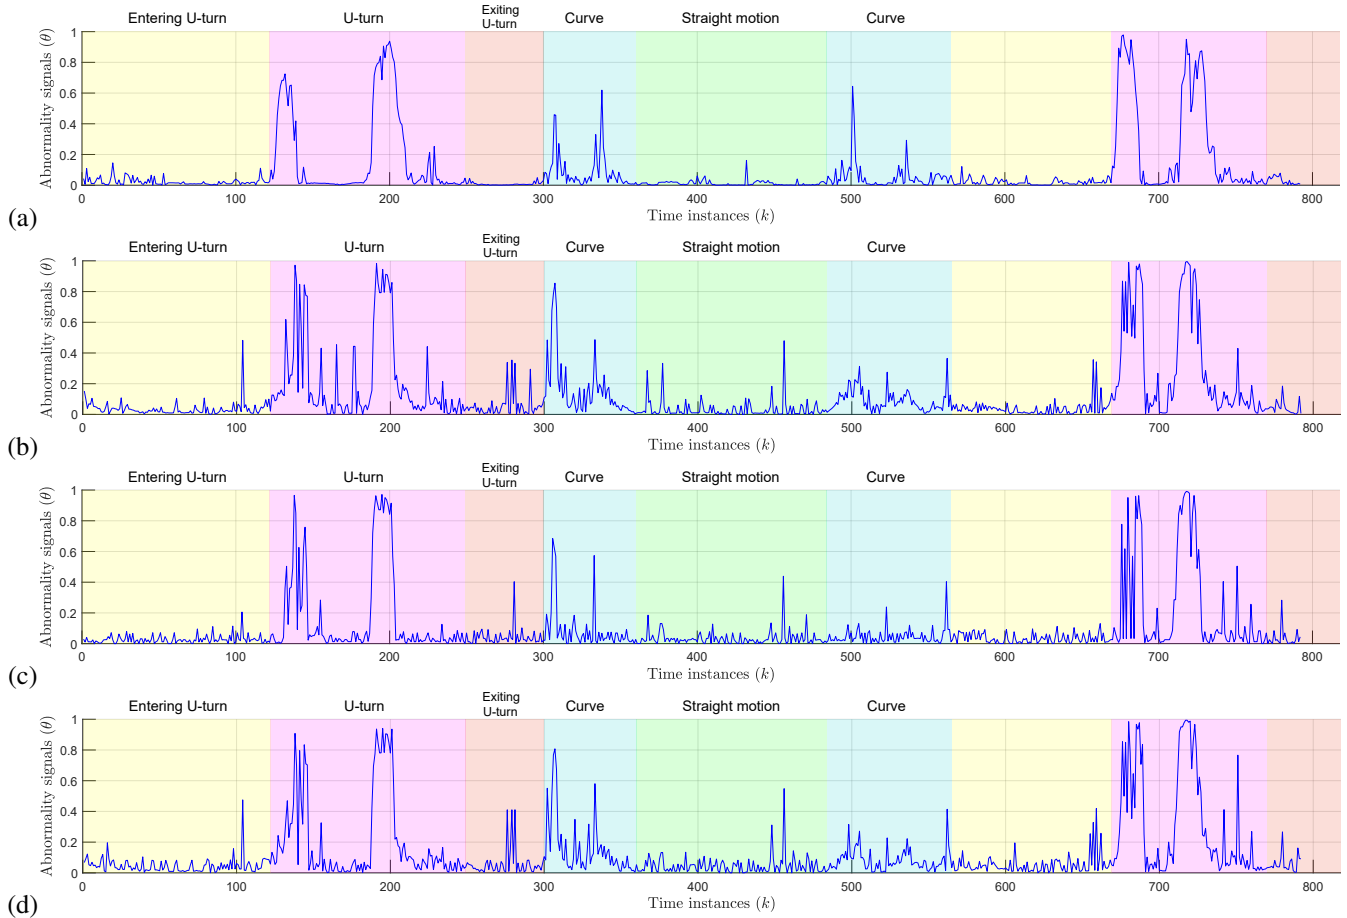 Entering U-turn U-turn Exiting U-turn Curve Straight motion Curve
Abnormality signals (θ)
1
0.8
0.6
0.4
0.2
0
0 100 200 300 400 500 600 700 800
Time instances (k)
(a)
Entering U-turn U-turn Exiting U-turn Curve Straight motion Curve
Abnormality signals (θ)
1
0.8
0.6
0.4
0.2
0
0 100 200 300 400 500 600 700 800
Time instances (k)
(b)
Entering U-turn U-turn Exiting U-turn Curve Straight motion Curve
Abnormality signals (θ)
1
0.8
0.6
0.4
0.2
0
0 100 200 300 400 500 600 700 800
Time instances (k)
(c)
Entering U-turn U-turn Exiting U-turn Curve Straight motion Curve
Abnormality signals (θ)
1
0.8
0.6
0.4
0.2
0
0 100 200 300 400 500 600 700 800
Time instances (k)
(d)